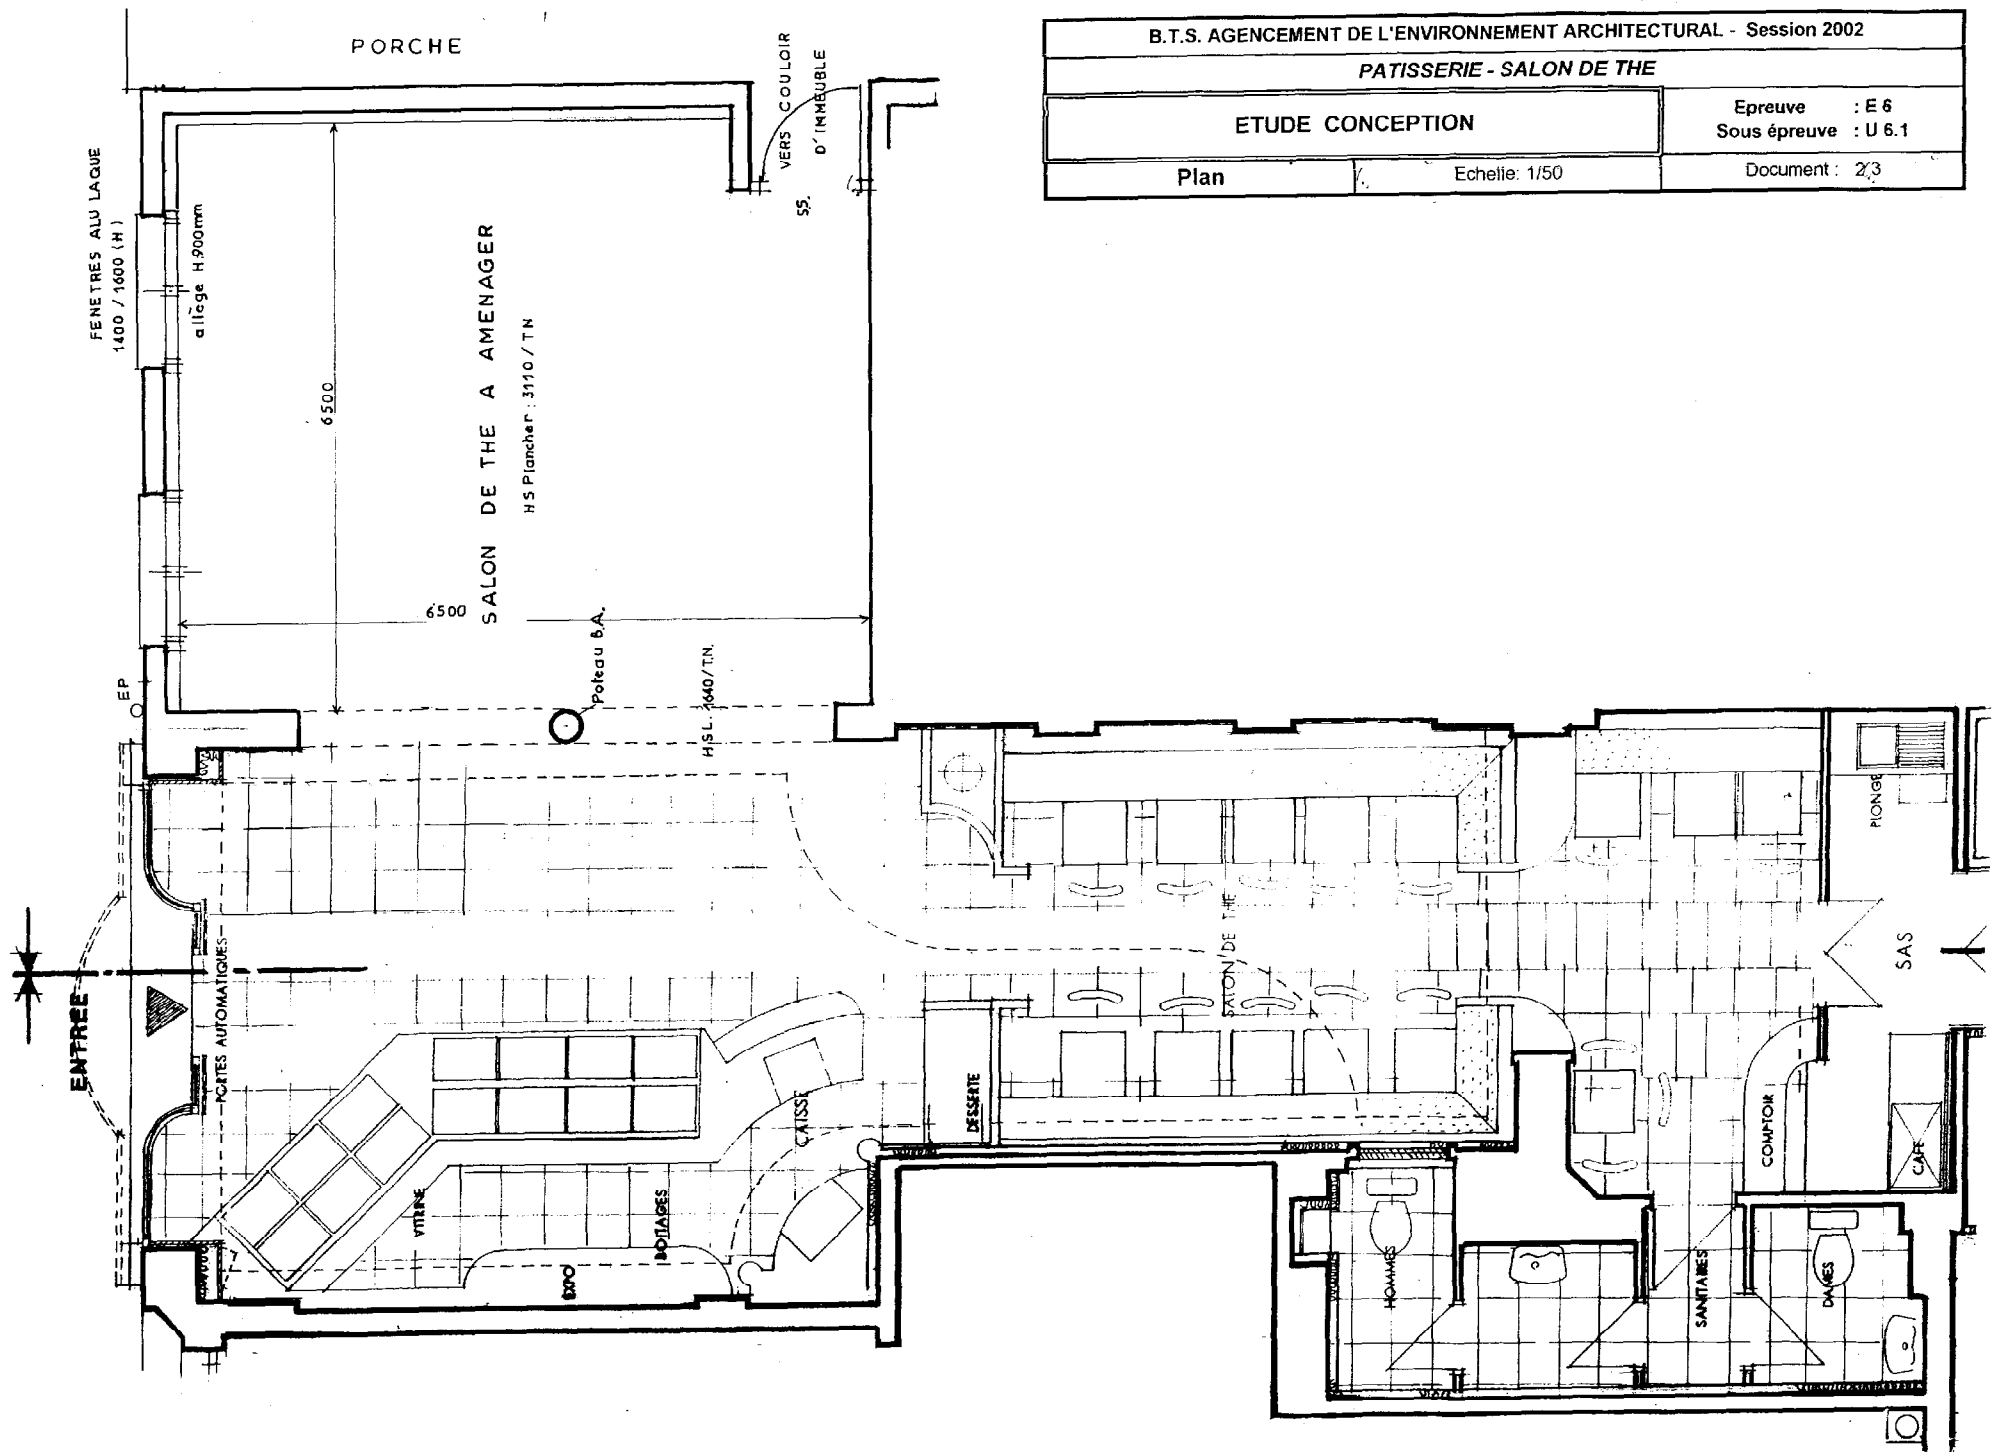 PORCHE
VERS COULOIR
D'IMMEUBLE
SS.
B.T.S. AGENCEMENT DE L'ENVIRONNEMENT ARCHITECTURAL - Session 2002
PATISSERIE - SALON DE THE
ETUDE CONCEPTION
Epreuve : E 6
Sous épreuve : U 6.1
Plan
Echelle: 1/50
Document : 2/3
FENETRES ALU LAQUE
1400 / 1600 (H)
allège H.900mm
6500
SALON DE THE A AMENAGER
HS Plancher : 3110 / TN
6500
Poteau B.A.
EP
ENTREE
PORTES AUTOMATIQUES
VITRINE
EXPO
BOITAGES
CAISSE
DESSERTE
SALON DE THE
PLONGE
SAS
COMPTOIR
CAFE
HOMMES
SANITAIRES
DAMES